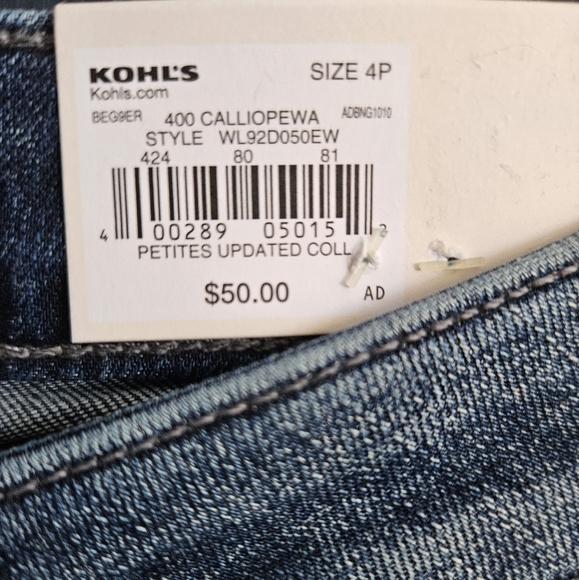 KOHL'S SIZE 4P
Kohls.com
BEG9ER 400 CALLIOPEWA ADBNG1010
STYLE WL92D050EW
424 80 81
4 00289 05015 2
PETITES UPDATED COLL
$50.00 AD